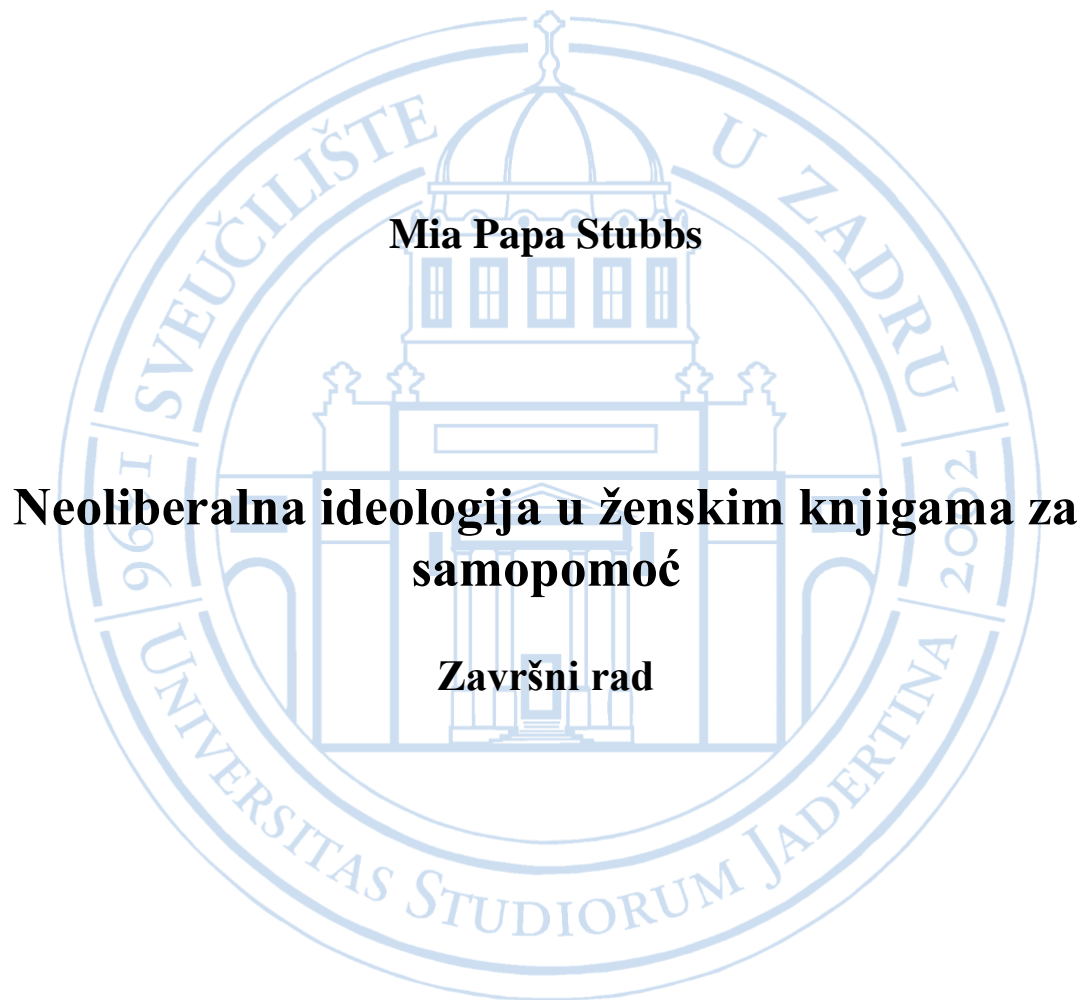 Mia Papa Stubbs
Neoliberalna ideologija u ženskim knjigama za
samopomoć
Završni rad
SVEUČILIŠTE U ZADRU
1396
2002
UNIVERSITAS STUDIORUM JADERTINA